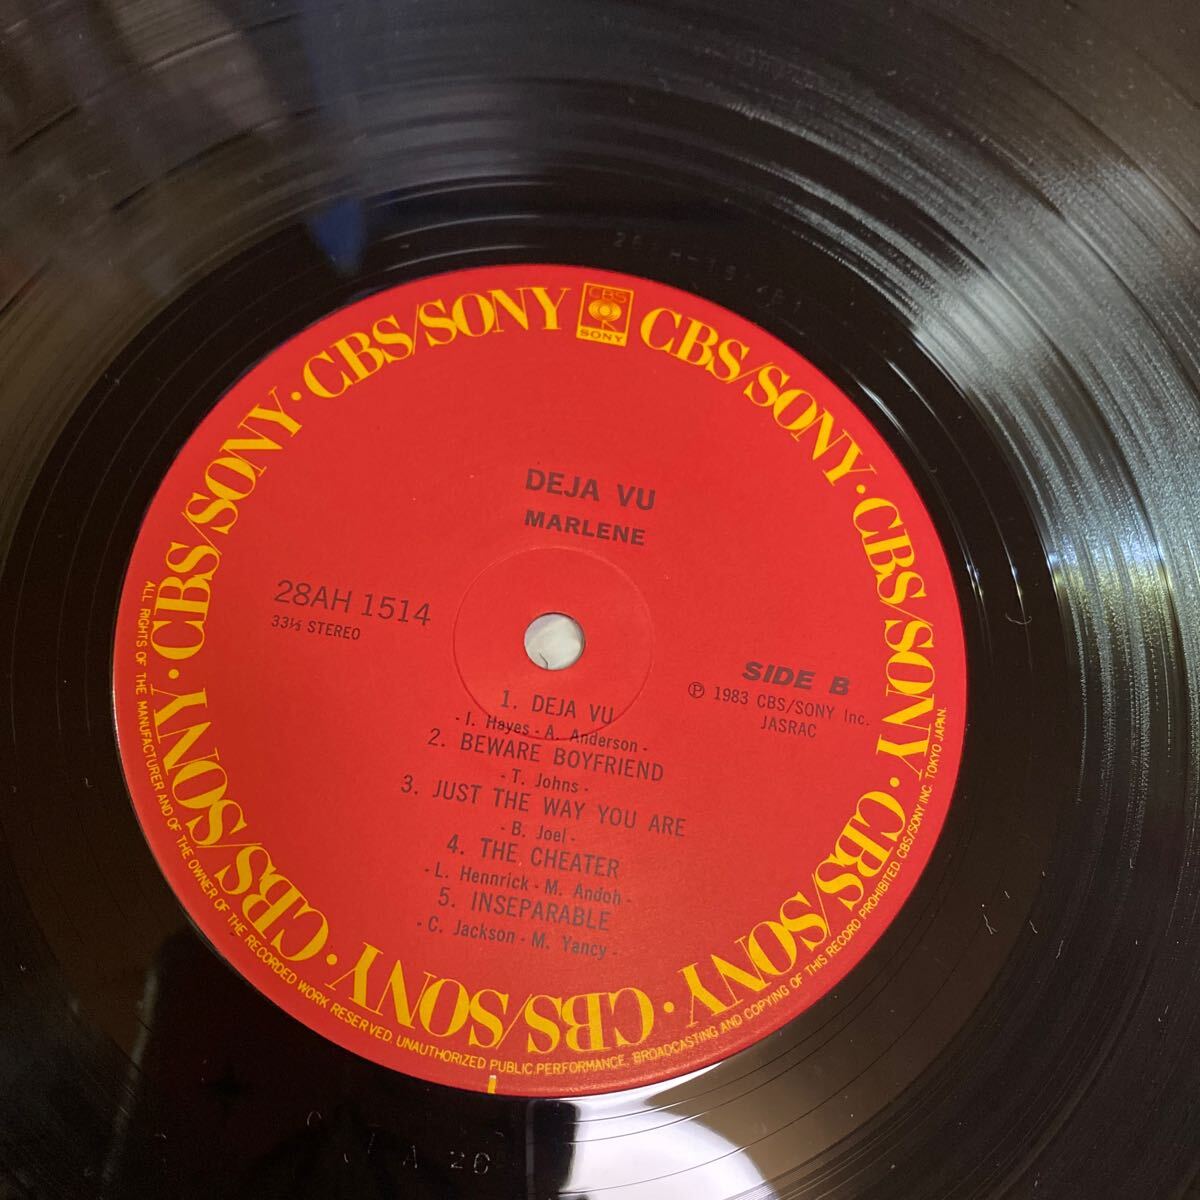 CBS/SONY · CBS/SONY · CBS/SONY · CBS/SONY · CBS/SONY · CBS/SONY · CBS/SONY · CBS/SONY · CBS/SONY
CBS
SONY
DEJA VU
MARLENE
28AH 1514
33⅓ STEREO
SIDE B
Ⓟ 1983 CBS/SONY Inc.
JASRAC
1. DEJA VU
- I. Hayes - A. Anderson -
2. BEWARE BOYFRIEND
- T. Johns -
3. JUST THE WAY YOU ARE
- B. Joel -
4. THE CHEATER
- L. Hennrick - M. Andoh -
5. INSEPARABLE
- C. Jackson - M. Yancy -
ALL RIGHTS OF THE MANUFACTURER AND OF THE OWNER OF THE RECORDED WORK RESERVED. UNAUTHORIZED PUBLIC PERFORMANCE, BROADCASTING AND COPYING OF THIS RECORD PROHIBITED. CBS/SONY INC. TOKYO JAPAN.